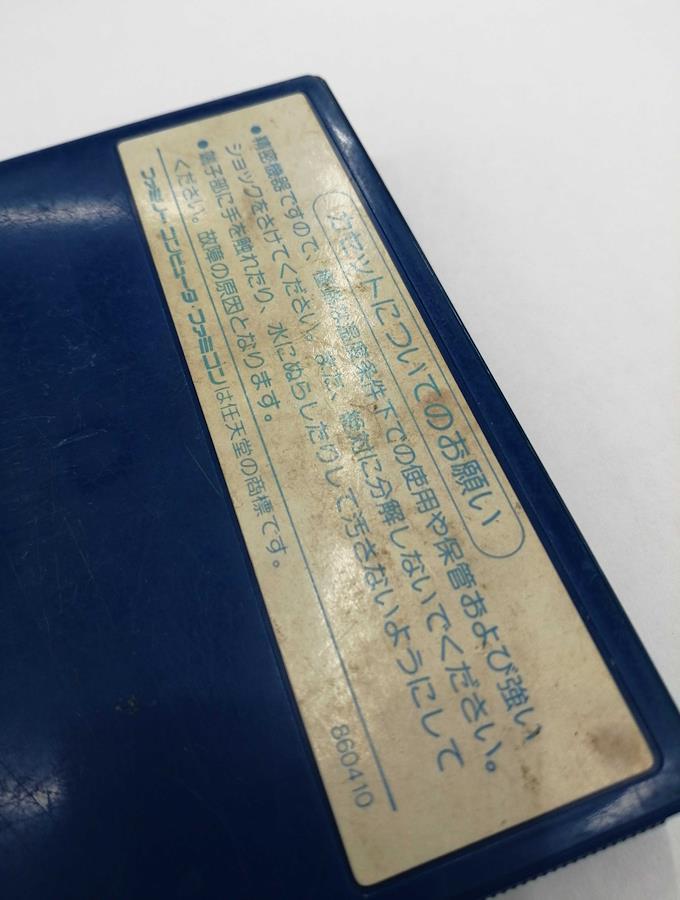 カセットについてのお願い
●精密機器ですので、極端な温度条件下での使用や保管および強い
ショックをさけてください。また、絶対に分解しないでください。
●端子部に手を触れたり、水にぬらしたりして汚さないようにして
ください。故障の原因となります。
ファミリーコンピュータ・ファミコンは任天堂の商標です。
860410